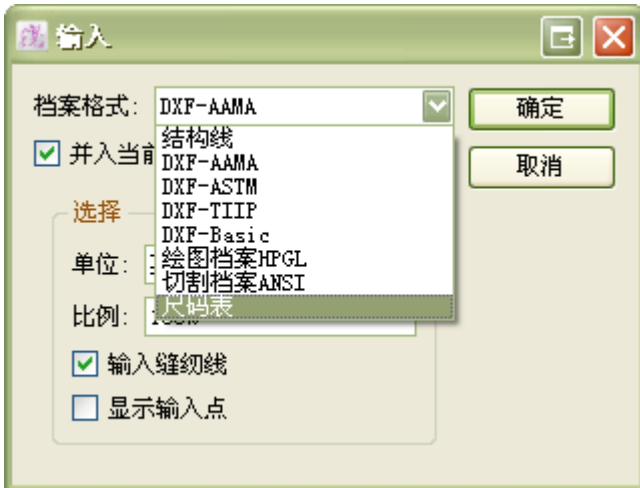 输入
档案格式: DXF-AAMA
确定
结构线
并入当前
DXF-AAMA
取消
DXF-ASTM
选择
DXF-TIIP
DXF-Basic
单位:
绘图档案HPGL
切割档案ANSI
尺码表
比例:
输入缝纫线
显示输入点